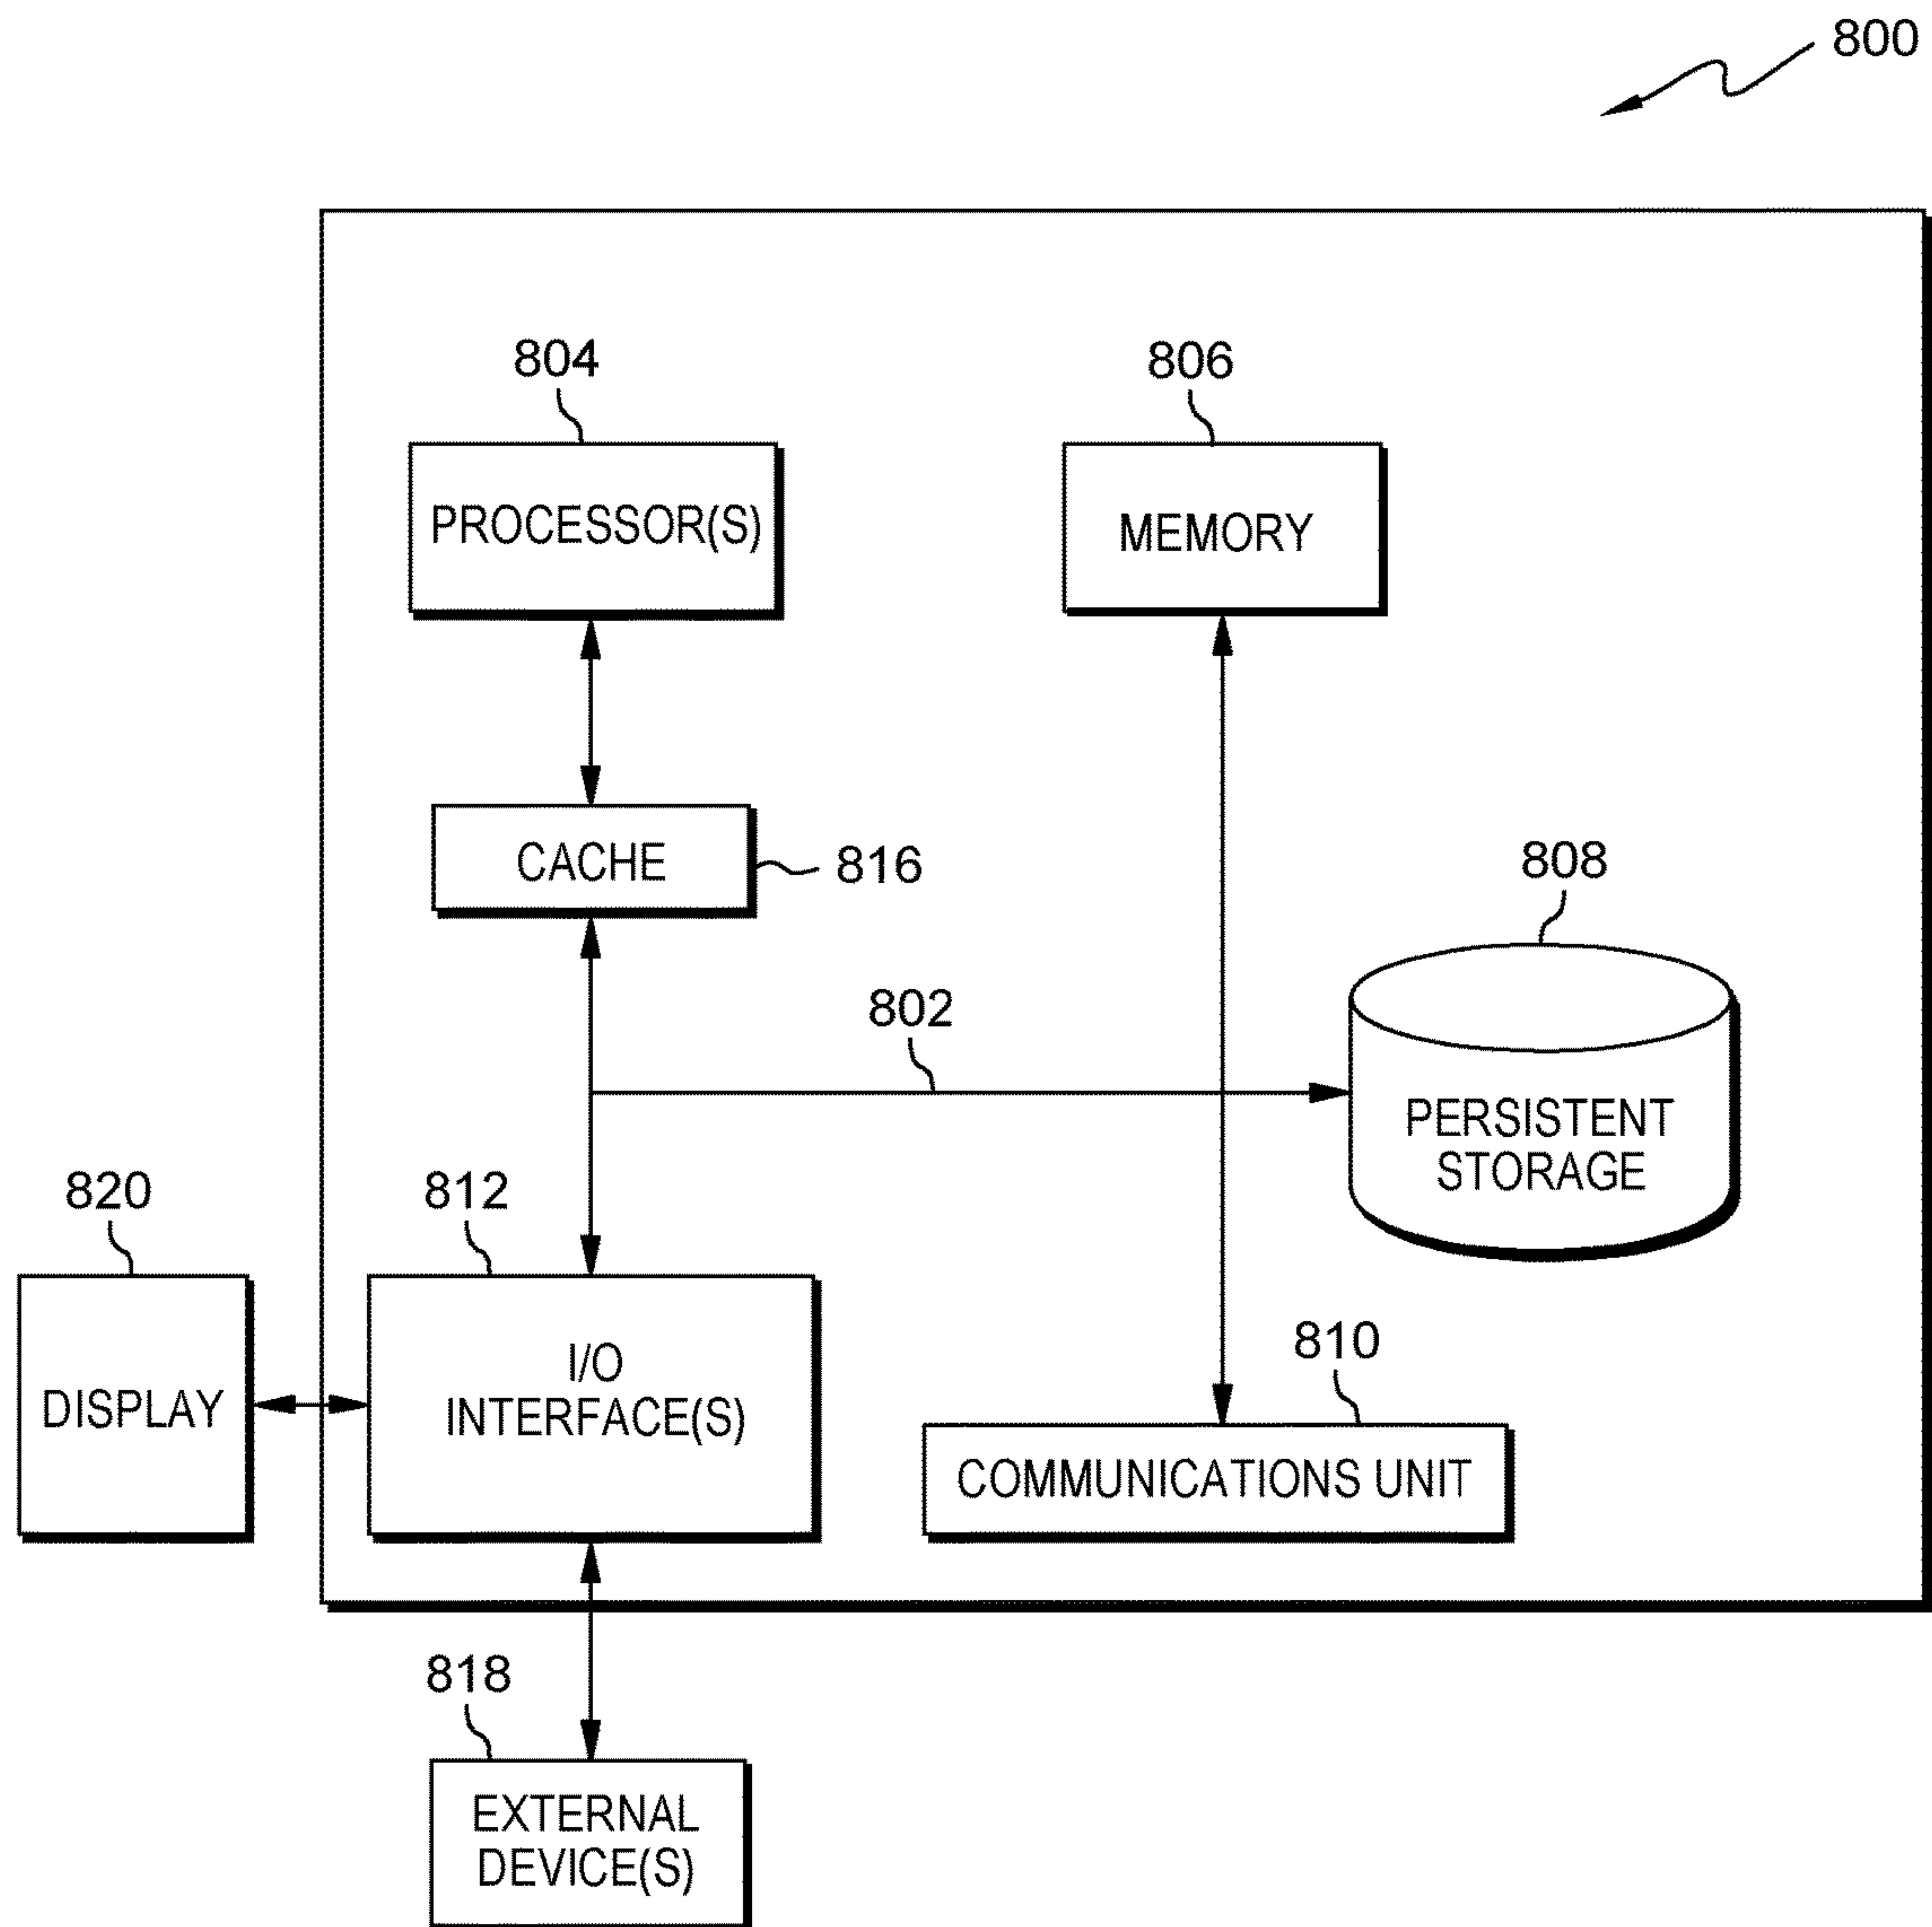 800
804
806
PROCESSOR(S)
MEMORY
CACHE
816
808
802
PERSISTENT
STORAGE
820
812
810
DISPLAY
I/O
INTERFACE(S)
COMMUNICATIONS UNIT
818
EXTERNAL
DEVICE(S)